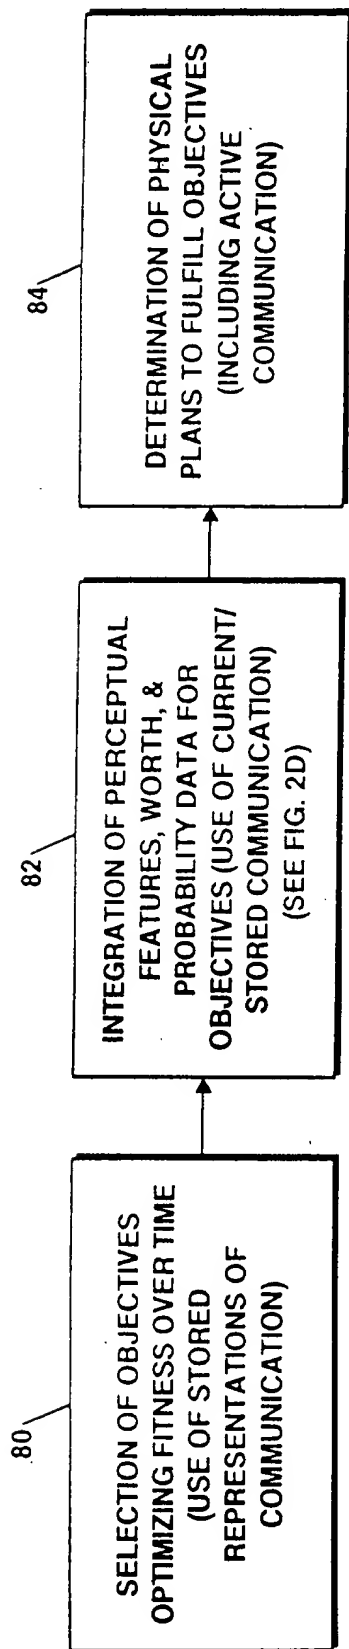 80
SELECTION OF OBJECTIVES
OPTIMIZING FITNESS OVER TIME
(USE OF STORED
REPRESENTATIONS OF
COMMUNICATION)
82
INTEGRATION OF PERCEPTUAL
FEATURES, WORTH, &
PROBABILITY DATA FOR
OBJECTIVES (USE OF CURRENT/
STORED COMMUNICATION)
(SEE FIG. 2D)
84
DETERMINATION OF PHYSICAL
PLANS TO FULFILL OBJECTIVES
(INCLUDING ACTIVE
COMMUNICATION)